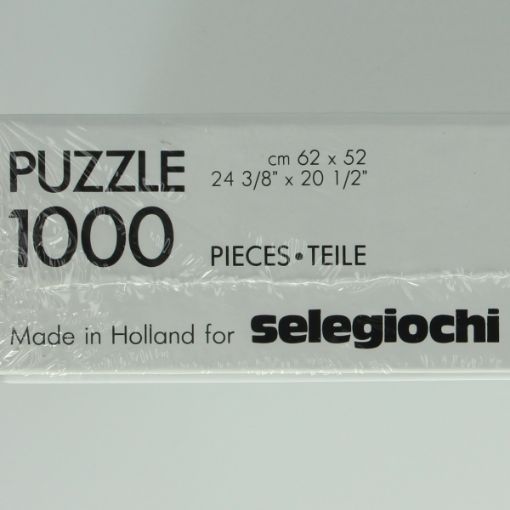 PUZZLE
cm 62 x 52
24 3/8" x 20 1/2"
1000
PIECES • TEILE
Made in Holland for selegiochi